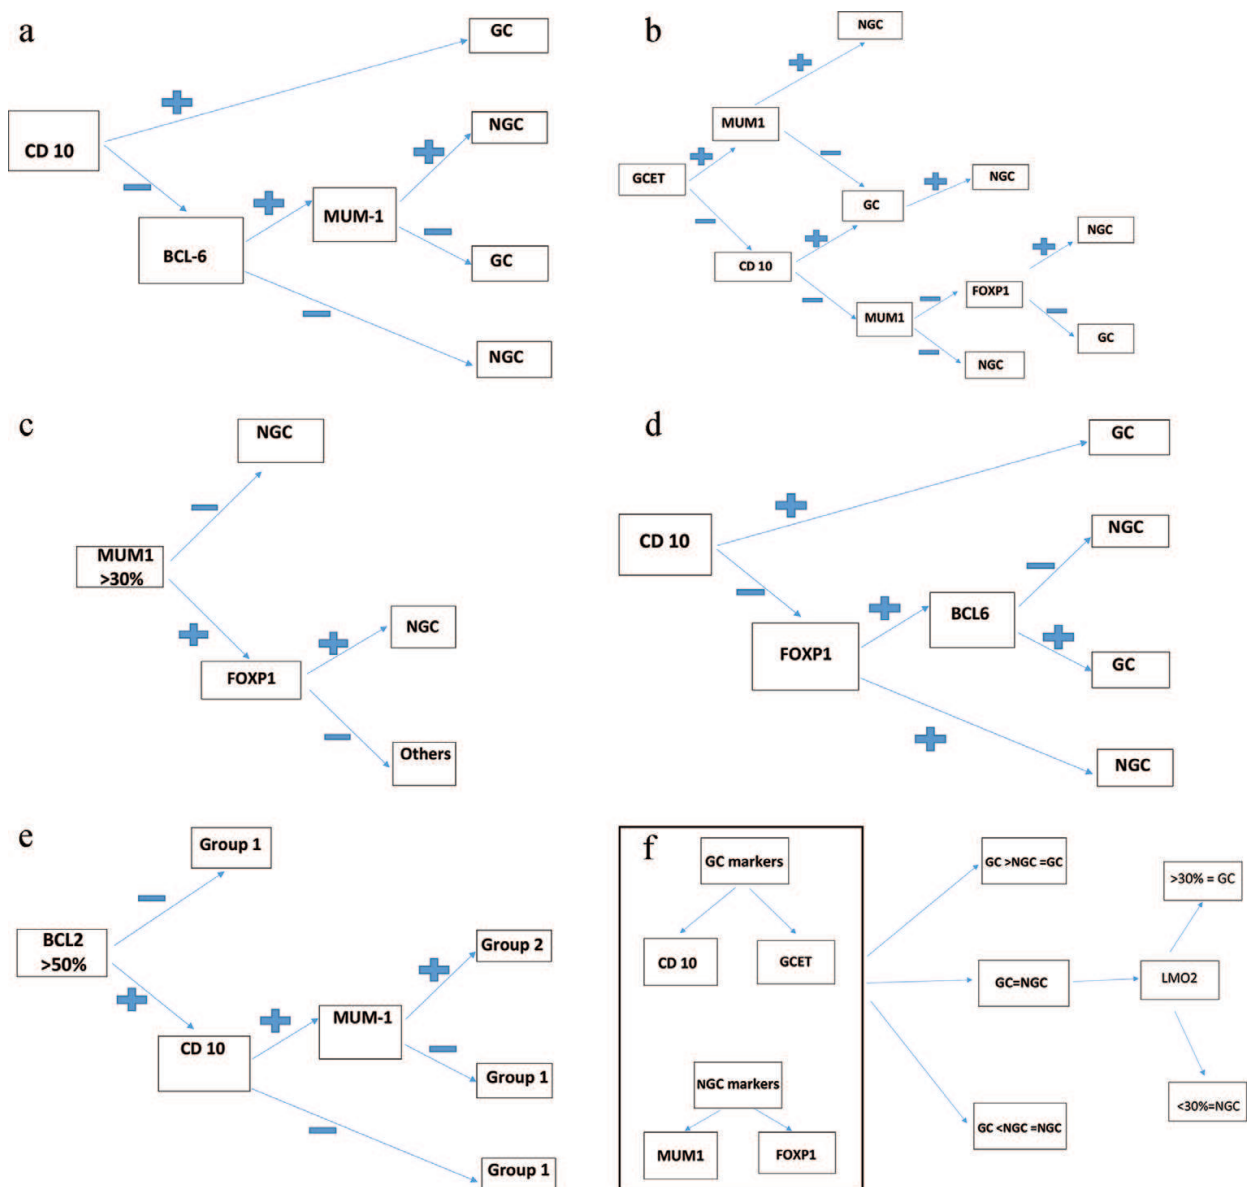 a
GC
CD 10
NGC
MUM-1
BCL-6
GC
NGC
b
NGC
MUM1
GCET
NGC
GC
CD 10
NGC
FOXP1
MUM1
GC
NGC
c
NGC
MUM1
>30%
NGC
FOXP1
Others
d
GC
CD 10
NGC
BCL6
FOXP1
GC
NGC
e
Group 1
BCL2
>50%
Group 2
MUM-1
CD 10
Group 1
Group 1
f
GC markers
CD 10
GCET
NGC markers
MUM1
FOXP1
GC >NGC =GC
>30% = GC
GC=NGC
LMO2
<30%=NGC
GC <NGC =NGC